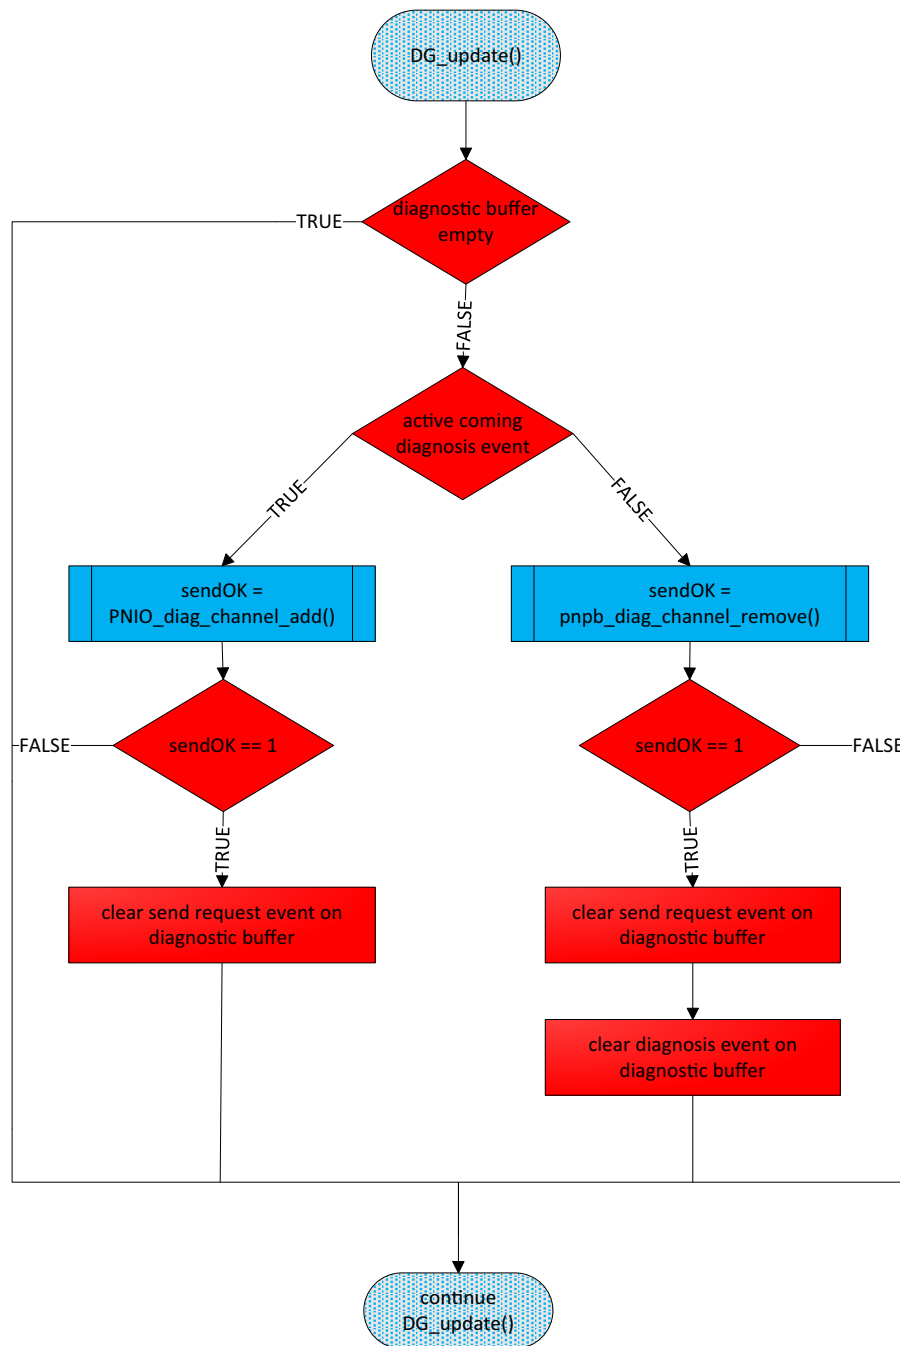 DG_update()
diagnostic buffer
empty
TRUE
FALSE
active coming
diagnosis event
TRUE
FALSE
sendOK =
PNIO_diag_channel_add()
sendOK =
pnpb_diag_channel_remove()
FALSE
sendOK == 1
sendOK == 1
FALSE
TRUE
TRUE
clear send request event on
diagnostic buffer
clear send request event on
diagnostic buffer
clear diagnosis event on
diagnostic buffer
continue
DG_update()